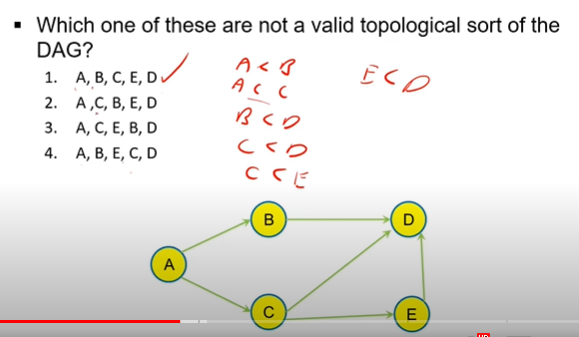 ▪ Which one of these are not a valid topological sort of the
DAG?
1. A, B, C, E, D ✓
2. A ,C, B, E, D
3. A, C, E, B, D
4. A, B, E, C, D
A < B
A < C
B < D
C < D
C < E
E < D
B
D
A
C
E